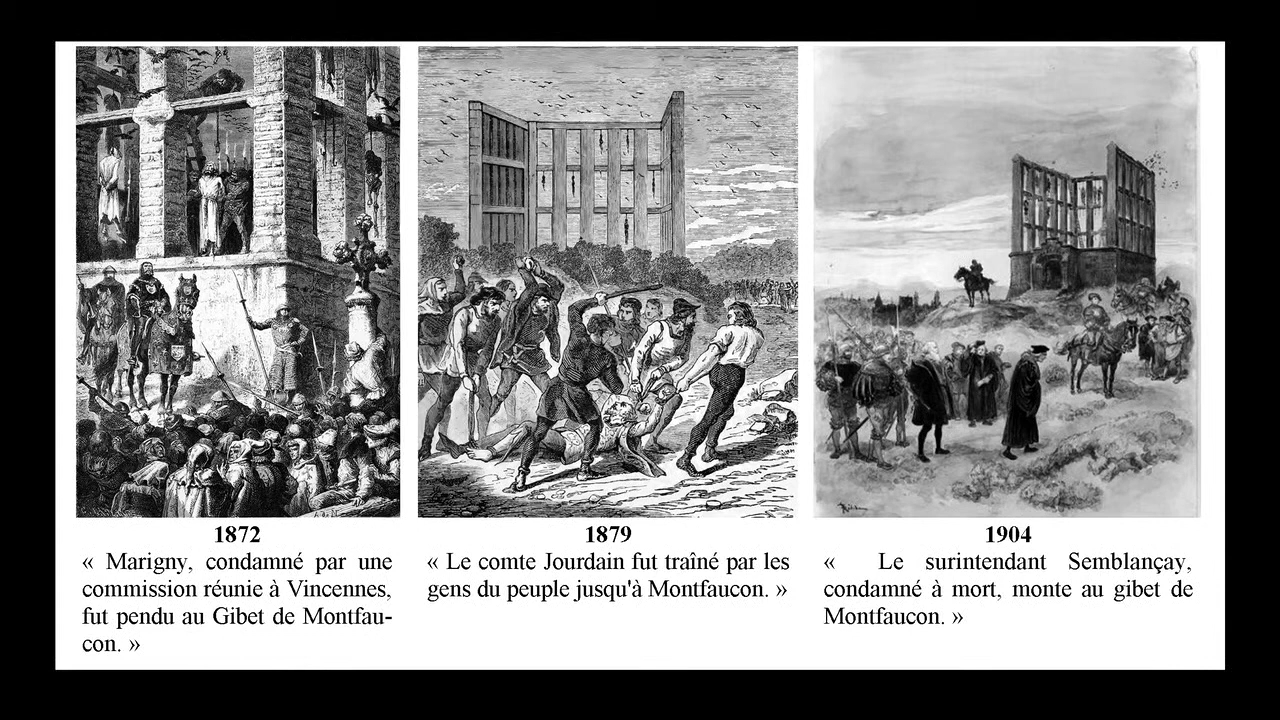 1872
« Marigny, condamné par une
commission réunie à Vincennes,
fut pendu au Gibet de Montfau-
con. »
1879
« Le comte Jourdain fut traîné par les
gens du peuple jusqu'à Montfaucon. »
1904
« Le surintendant Semblançay,
condamné à mort, monte au gibet de
Montfaucon. »